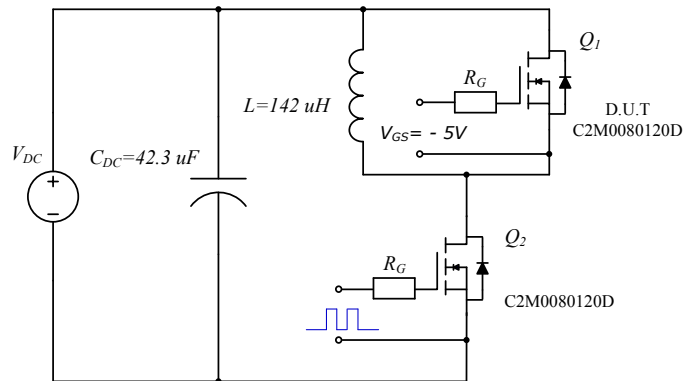 Q1
RG
L=142 uH
D.U.T
C2M0080120D
VGS= - 5V
VDC
CDC=42.3 uF
+
−
Q2
RG
C2M0080120D